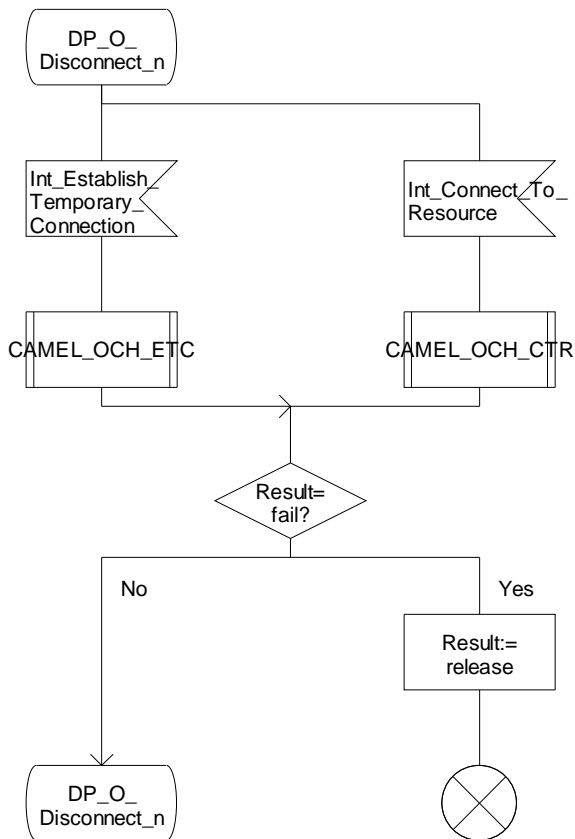 DP_O_
Disconnect_n
Int_Establish_
Temporary_
Connection
Int_Connect_To_
Resource
CAMEL_OCH_ETC
CAMEL_OCH_CTR
Result=
fail?
No
Yes
Result:=
release
DP_O_
Disconnect_n